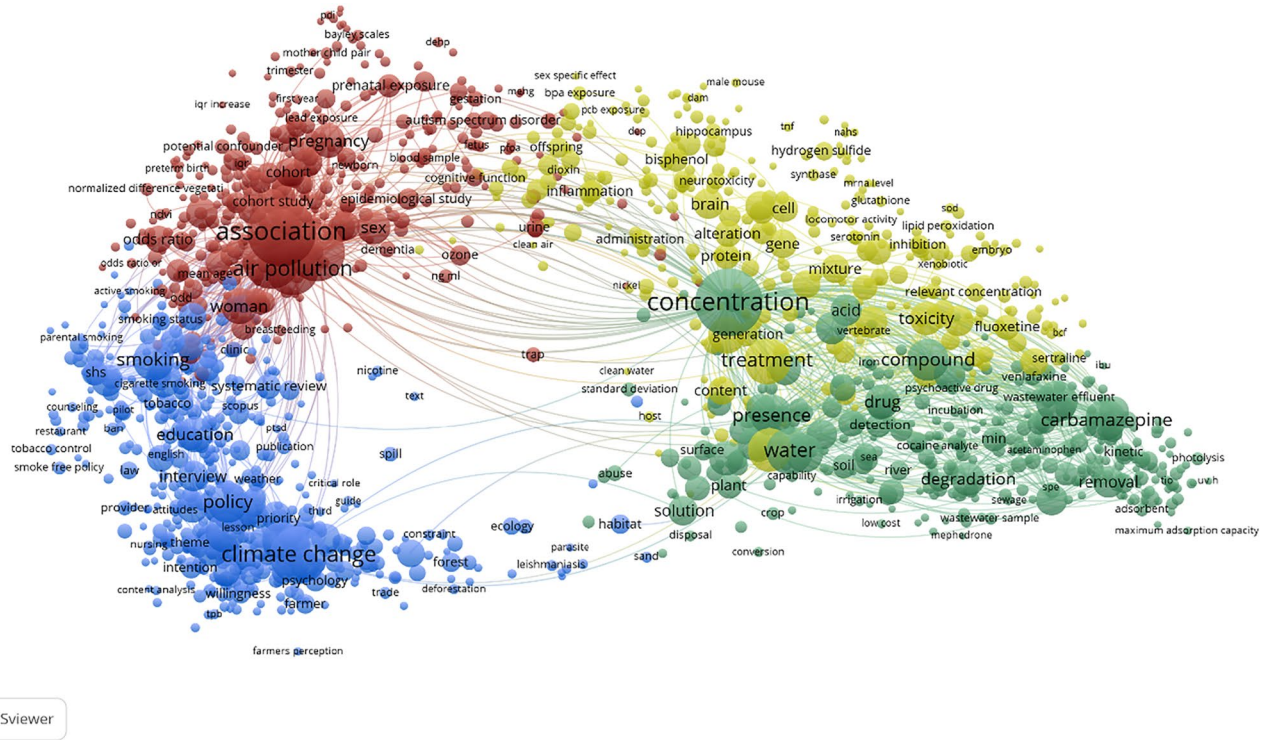 pdi
bayley scales
debp
mother child pair
trimester
sex specific effect
male mouse
prenatal exposure
mehg
bpa exposure
dam
iqr increase
first year
gestation
pcb exposure
lead exposure
autism spectrum disorder
dcp
hippocampus
tnf
nahs
potential confounder
pregnancy
fetus
pfoa
offspring
hydrogen sulfide
preterm birth
iqr
newborn
blood sample
bisphenol
cohort
cognitive function
dioxin
neurotoxicity
synthase
mrna level
normalized difference vegetati
inflammation
glutathione
cohort study
epidemiological study
brain
cell
sod
ndvi
locomotor activity
association
sex
urine
alteration
serotonin
lipid peroxidation
odds ratio
clean air
administration
gene
inhibition
dementia
ozone
protein
embryo
odds ratio or
mean age
air pollution
ng ml
mixture
xenobiotic
active smoking
odd
nickel
relevant concentration
woman
concentration
acid
smoking status
toxicity
parental smoking
breastfeeding
generation
vertebrate
fluoxetine
bcf
clinic
trap
smoking
treatment
iron
compound
sertraline
ibu
shs
nicotine
clean water
venlafaxine
cigarette smoking
systematic review
standard deviation
content
psychoactive drug
wastewater effluent
text
counseling
pilot
tobacco
scopus
host
presence
drug
incubation
restaurant
ban
ptsd
detection
carbamazepine
education
min
tobacco control
english
publication
spill
surface
water
cocaine analyte
acetaminophen
kinetic
photolysis
smoke free policy
law
sea
soil
river
interview
weather
abuse
capability
degradation
removal
tio
uvh
critical role
plant
spe
policy
guide
irrigation
sewage
provider
attitudes
third
solution
crop
adsorbent
priority
lesson
ecology
habitat
low cost
wastewater sample
maximum adsorption capacity
nursing
theme
constraint
disposal
mephedrone
climate change
parasite
sand
conversion
intention
forest
leishmaniasis
psychology
content analysis
willingness
trade
deforestation
farmer
tpb
farmers perception
Sviewer